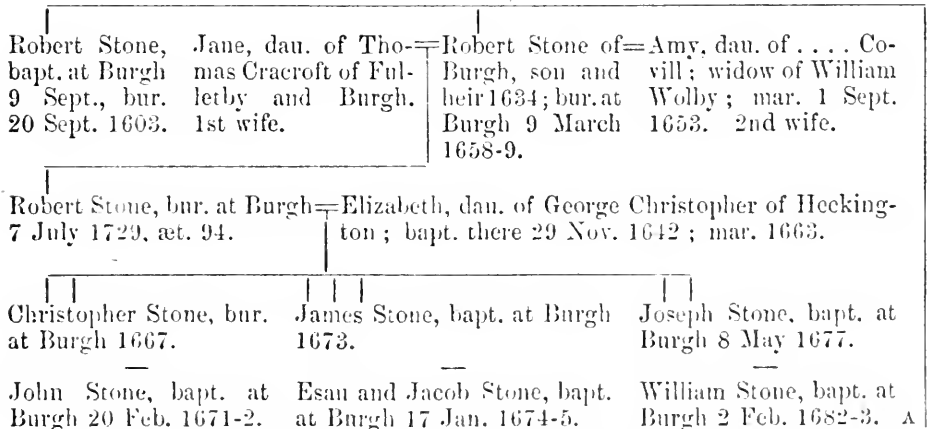 Robert Stone,
bapt. at Burgh
9 Sept., bur.
20 Sept. 1603.
Jane, dau. of Tho-
mas Cracroft of Ful-
letby and Burgh.
1st wife.
Robert Stone of
Burgh, son and
heir 1634; bur. at
Burgh 9 March
1658-9.
Amy, dau. of .... Co-
vill; widow of William
Wolby; mar. 1 Sept.
1653. 2nd wife.
Robert Stone, bur. at Burgh
7 July 1729, æt. 94.
Elizabeth, dau. of George Christopher of Hecking-
ton; bapt. there 29 Nov. 1642; mar. 1663.
Christopher Stone, bur.
at Burgh 1667.
James Stone, bapt. at Burgh
1673.
Joseph Stone, bapt. at
Burgh 8 May 1677.
John Stone, bapt. at
Burgh 20 Feb. 1671-2.
Esau and Jacob Stone, bapt.
at Burgh 17 Jan. 1674-5.
William Stone, bapt. at
Burgh 2 Feb. 1682-3.
A